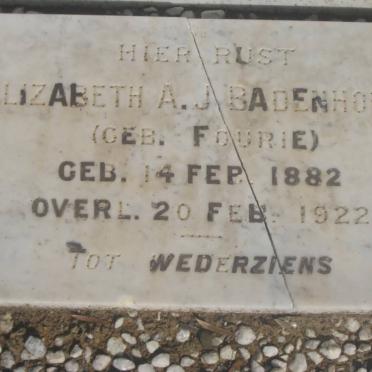 HIER RUST
LIZABETH A. J. BADENHO
(GEB. FOURIE)
GEB. 14 FEB. 1882
OVERL. 20 FEB. 1922
TOT WEDERZIENS